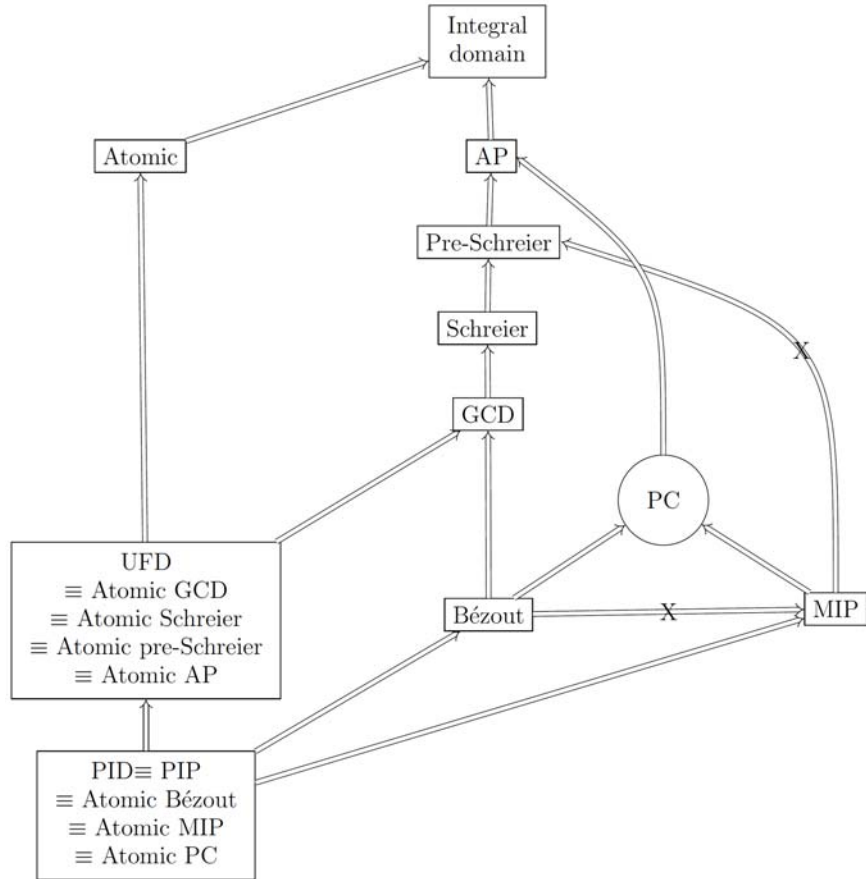 Integral
domain
Atomic
AP
Pre-Schreier
Schreier
X
GCD
PC
UFD
≡ Atomic GCD
≡ Atomic Schreier
≡ Atomic pre-Schreier
≡ Atomic AP
Bézout
X
MIP
PID≡ PIP
≡ Atomic Bézout
≡ Atomic MIP
≡ Atomic PC